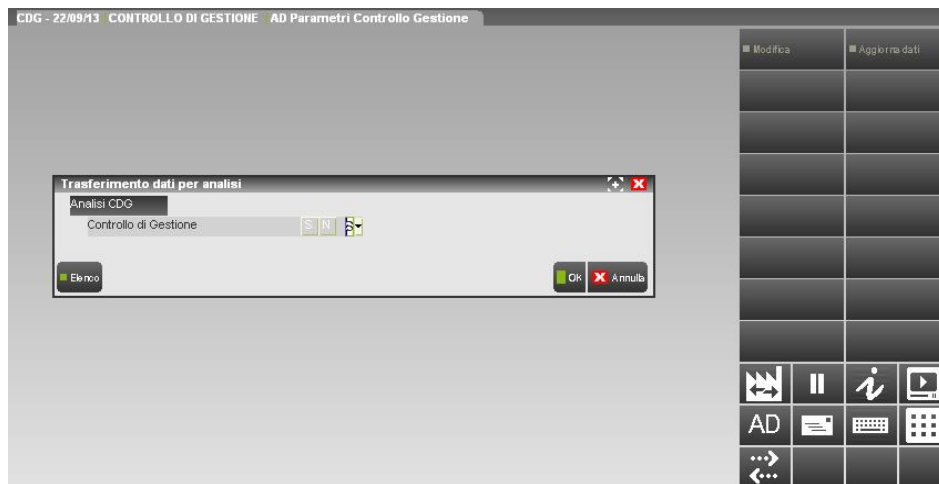 CDG - 22/09/13 CONTROLLO DI GESTIONE AD Parametri Controllo Gestione
Modifica
Aggiorna dati
Trasferimento dati per analisi
Analisi CDG
Controllo di Gestione S N S
Elenco
OK
Annulla
AD